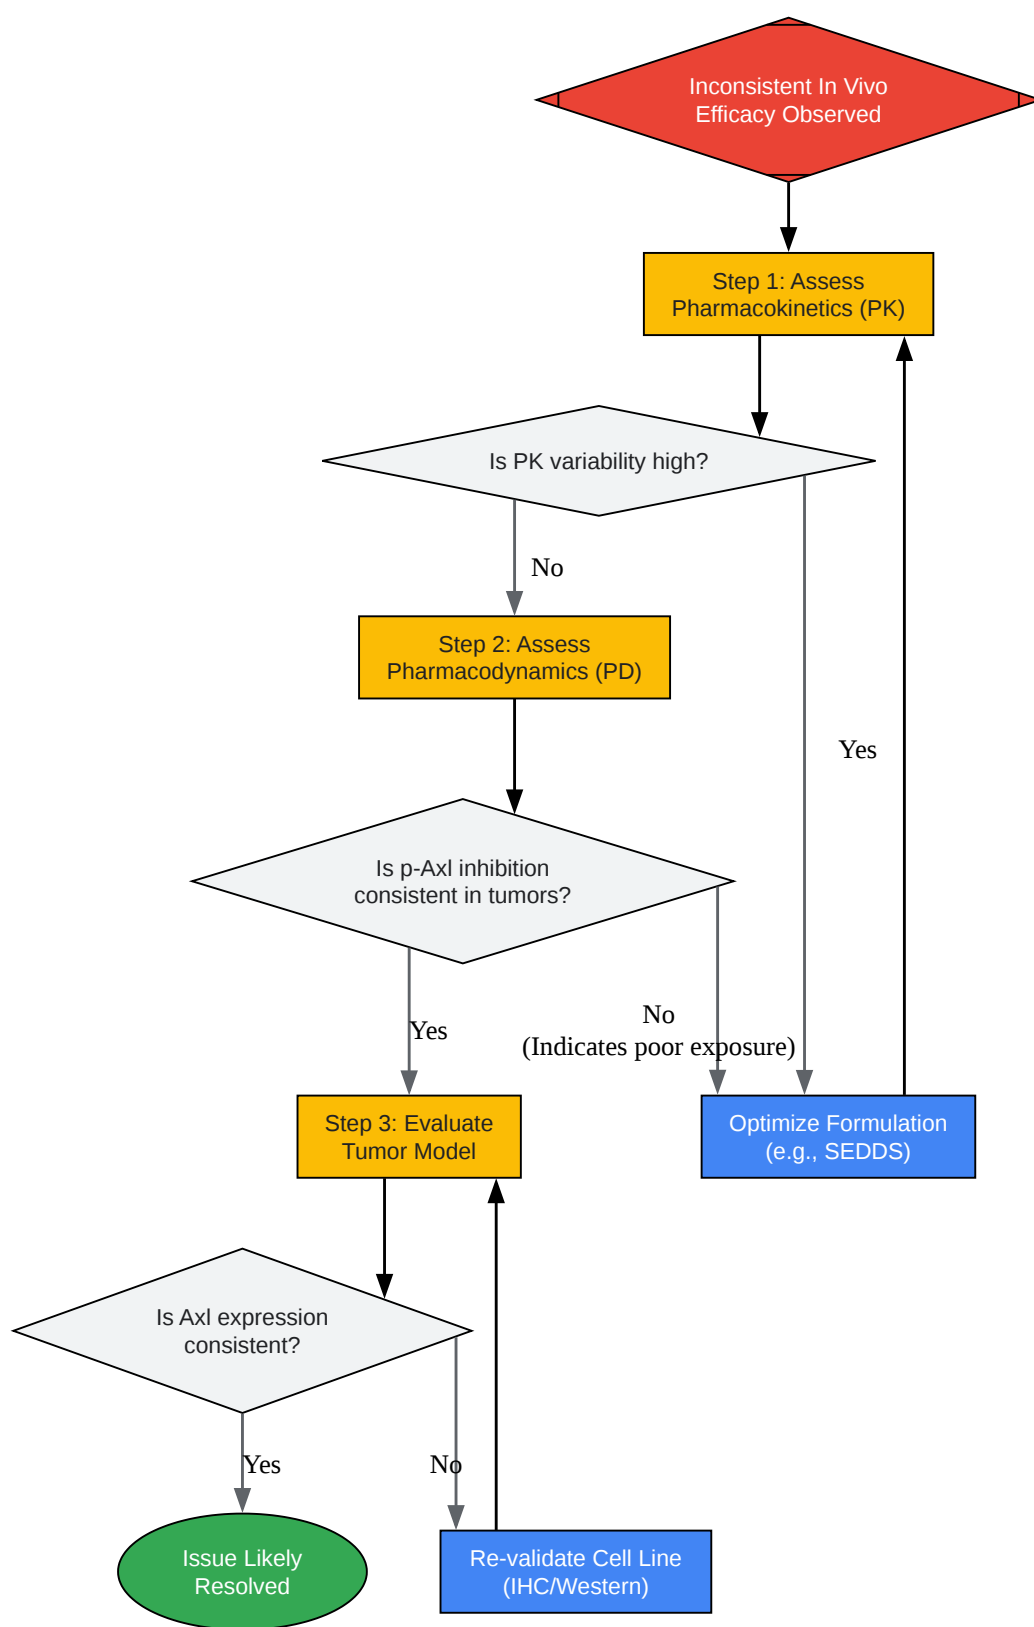 Inconsistent In Vivo
Efficacy Observed
Step 1: Assess
Pharmacokinetics (PK)
Is PK variability high?
No
Step 2: Assess
Pharmacodynamics (PD)
Yes
Is p-Axl inhibition
consistent in tumors?
Yes
No
(Indicates poor exposure)
Step 3: Evaluate
Tumor Model
Optimize Formulation
(e.g., SEDDS)
Is Axl expression
consistent?
Yes
No
Issue Likely
Resolved
Re-validate Cell Line
(IHC/Western)